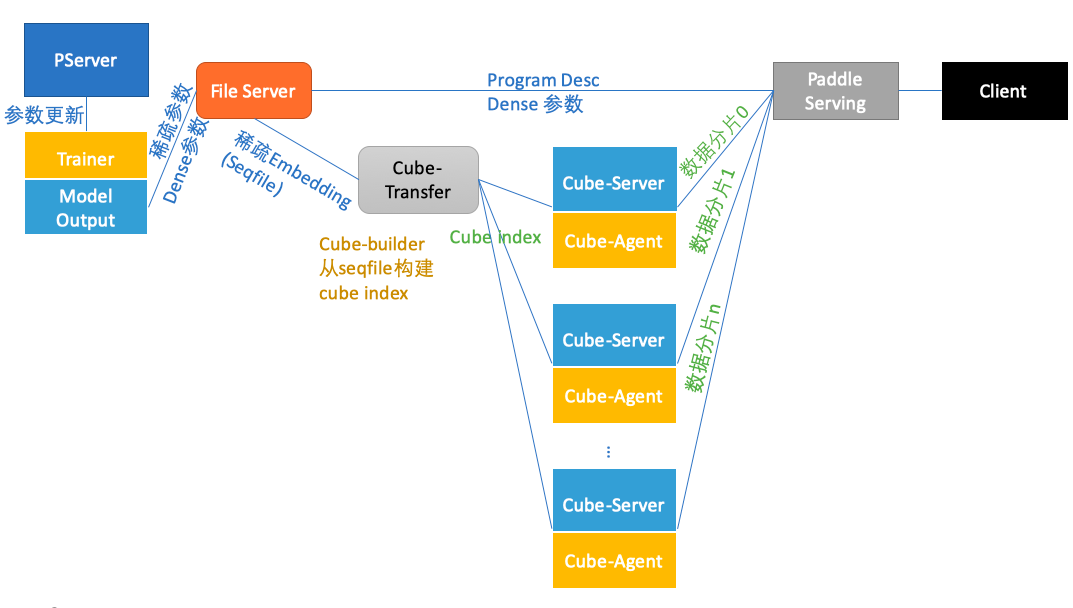 PServer
参数更新
Trainer
Model
Output
稀疏参数
Dense参数
File Server
稀疏Embedding
(Seqfile)
Program Desc
Dense 参数
Cube-
Transfer
Cube-builder
从seqfile构建
cube index
Cube index
Cube-Server
Cube-Agent
Cube-Server
Cube-Agent
...
Cube-Server
Cube-Agent
数据分片0
数据分片1
数据分片n
Paddle
Serving
Client